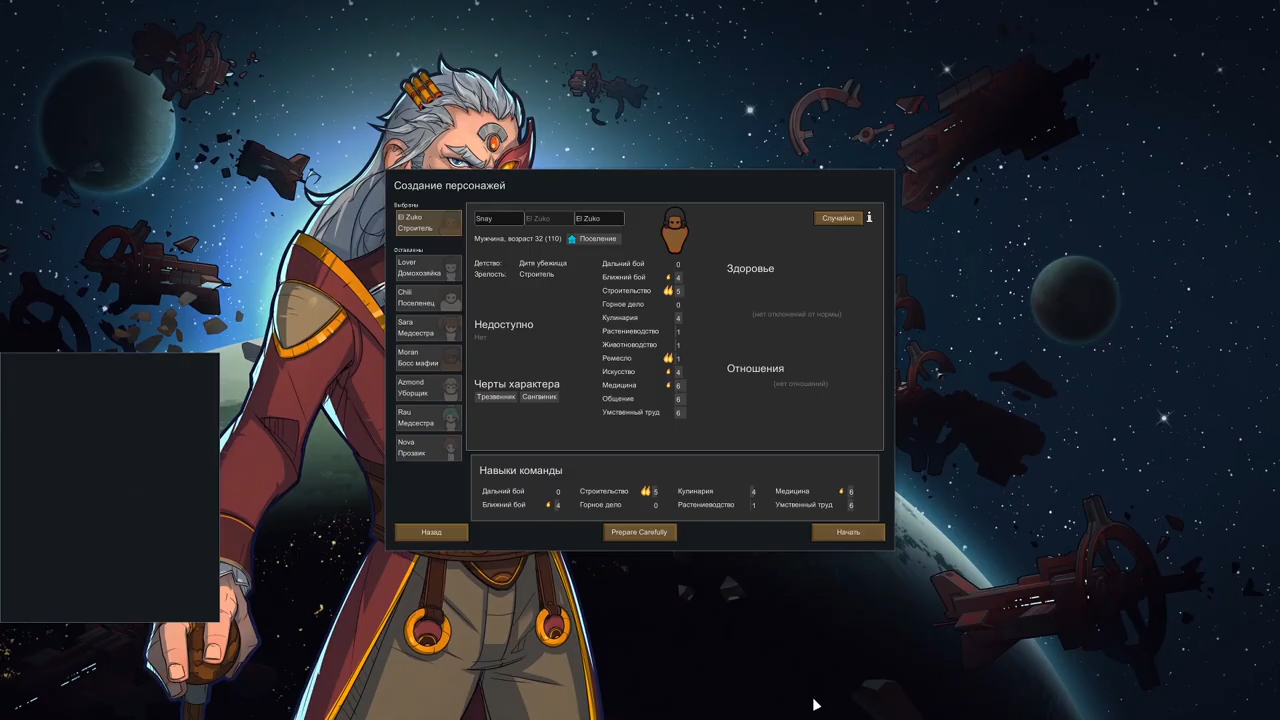 Создание персонажей
Выбраны
El Zuko
Строитель
Оставлены
Lover
Домохозяйка
Chili
Поселенец
Sara
Медсестра
Moran
Босс мафии
Azmond
Уборщик
Rau
Медсестра
Nova
Прозвик
Snay El Zuko El Zuko
Случайно
Мужчина, возраст 32 (110) Поселение
Детство: Дитя убежища
Зрелость: Строитель
Недоступно
Нет
Черты характера
Трезвенник Сангвиник
Дальний бой 0
Ближний бой 4
Строительство 5
Горное дело 0
Кулинария 4
Растениеводство 1
Животноводство 1
Ремесло 1
Искусство 4
Медицина 6
Общение 6
Умственный труд 6
Здоровье
(нет отклонений от нормы)
Отношения
(нет отношений)
Навыки команды
Дальний бой 0 Строительство 5 Кулинария 4 Медицина 6
Ближний бой 4 Горное дело 0 Растениеводство 1 Умственный труд 6
Назад Prepare Carefully Начать